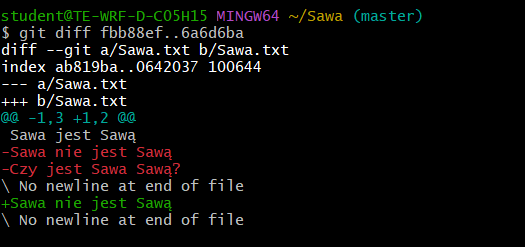 student@TE-WRF-D-CO5H15 MINGW64 ~/Sawa (master)
$ git diff fbb88ef..6a6d6ba
diff --git a/Sawa.txt b/Sawa.txt
index ab819ba..0642037 100644
--- a/Sawa.txt
+++ b/Sawa.txt
@@ -1,3 +1,2 @@
 Sawa jest Sawą
-Sawa nie jest Sawą
-Czy jest Sawa Sawą?
\ No newline at end of file
+Sawa nie jest Sawą
\ No newline at end of file